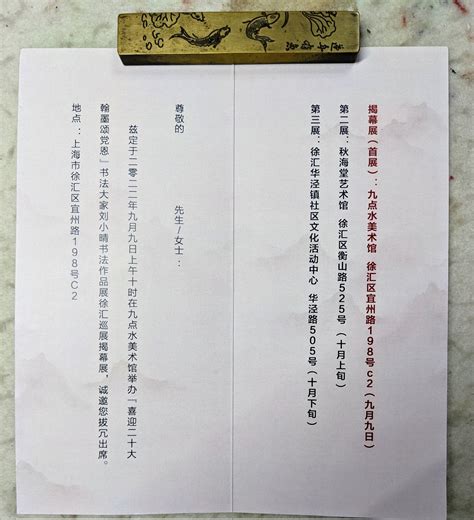 揭幕展（首展）：九点水美术馆　徐汇区宜州路198号c2（九月九日）
第二展：秋海堂艺术馆　徐汇区衡山路525号（十月上旬）
第三展：徐汇华泾镇社区文化活动中心　华泾路505号（十月下旬）
尊敬的　　　　先生/女士：
兹定于二零二二年九月九日上午十时在九点水美术馆举办「喜迎二十大
翰墨颂党恩」书法大家刘小晴书法作品展徐汇巡展揭幕展，诚邀您拔冗出席。
地点：上海市徐汇区宜州路198号C2